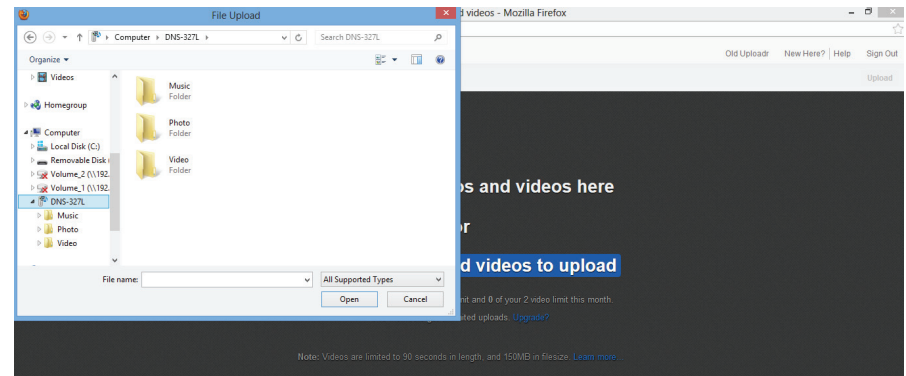 File Upload
d videos - Mozilla Firefox
Computer ▸ DNS-327L ▸
Search DNS-327L
Organize
Old Uploadr New Here? | Help Sign Out
Upload
Videos
Homegroup
Computer
Local Disk (C:)
Removable Disk
Volume_2 (\\192.
Volume_1 (\\192.
DNS-327L
Music
Photo
Video
Music
Folder
Photo
Folder
Video
Folder
os and videos here
or
d videos to upload
File name:
All Supported Types
Open Cancel
nit and 0 of your 2 video limit this month.
ited uploads. Upgrade?
Note: Videos are limited to 90 seconds in length, and 150MB in filesize. Learn more...